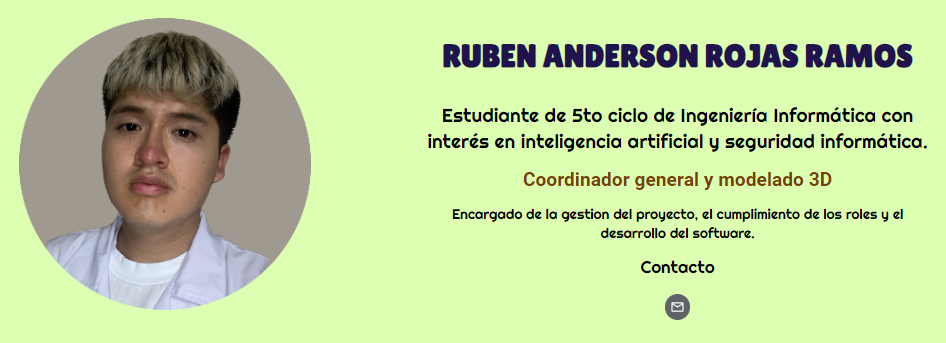 RUBEN ANDERSON ROJAS RAMOS
Estudiante de 5to ciclo de Ingeniería Informática con
interés en inteligencia artificial y seguridad informática.
Coordinador general y modelado 3D
Encargado de la gestion del proyecto, el cumplimiento de los roles y el
desarrollo del software.
Contacto